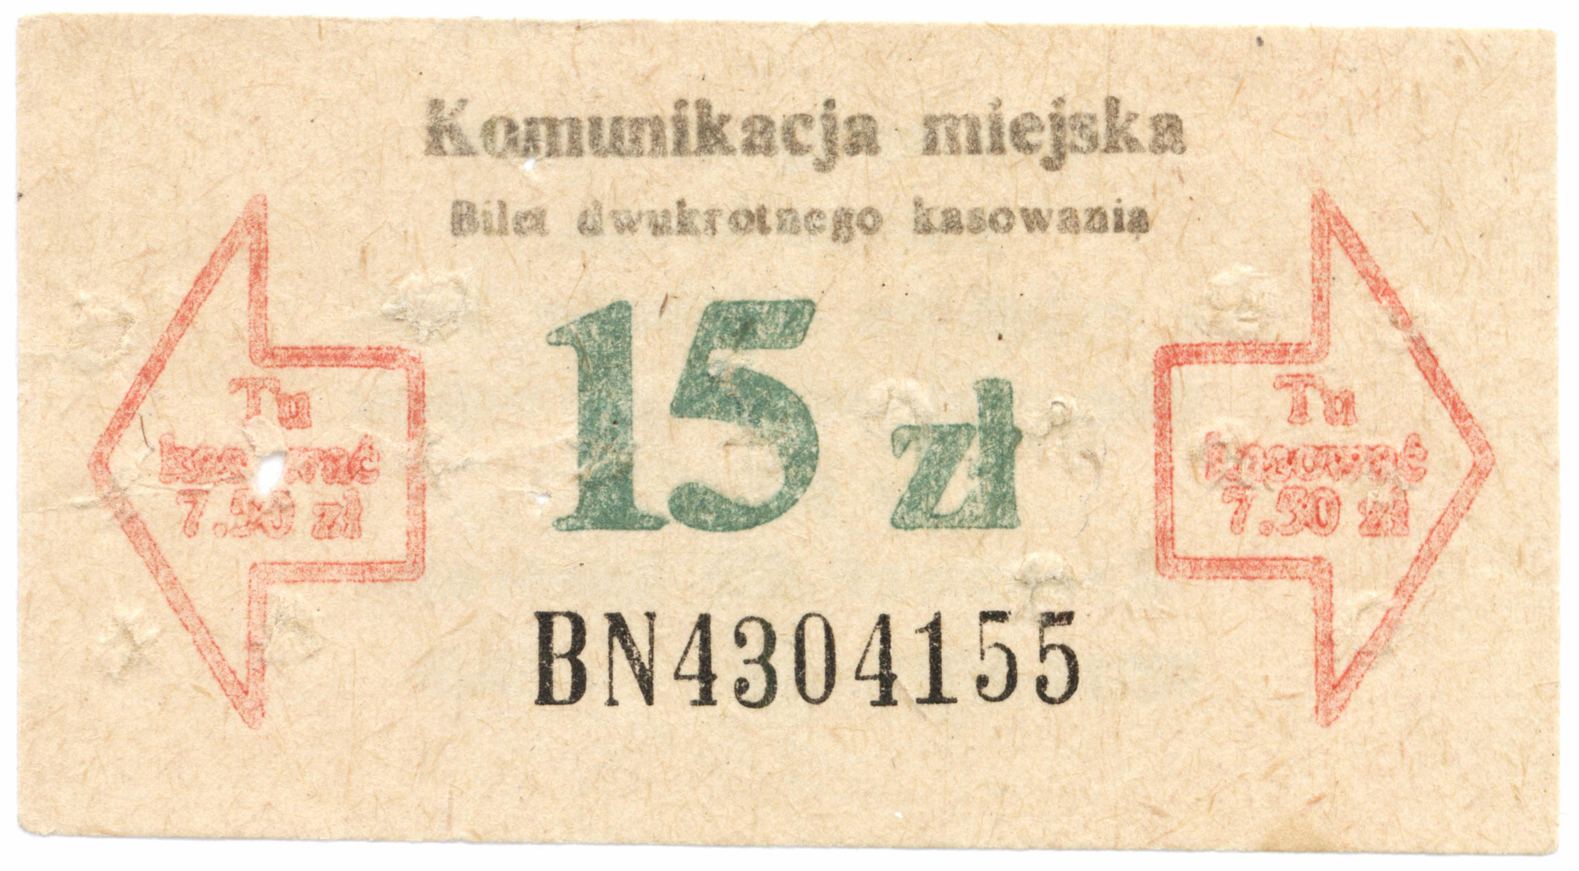 Komunikacja miejska
Bilet dwukrotnego kasowania
15 zł
Tu
kasować
7.50 zł
Tu
kasować
7.50 zł
BN4304155